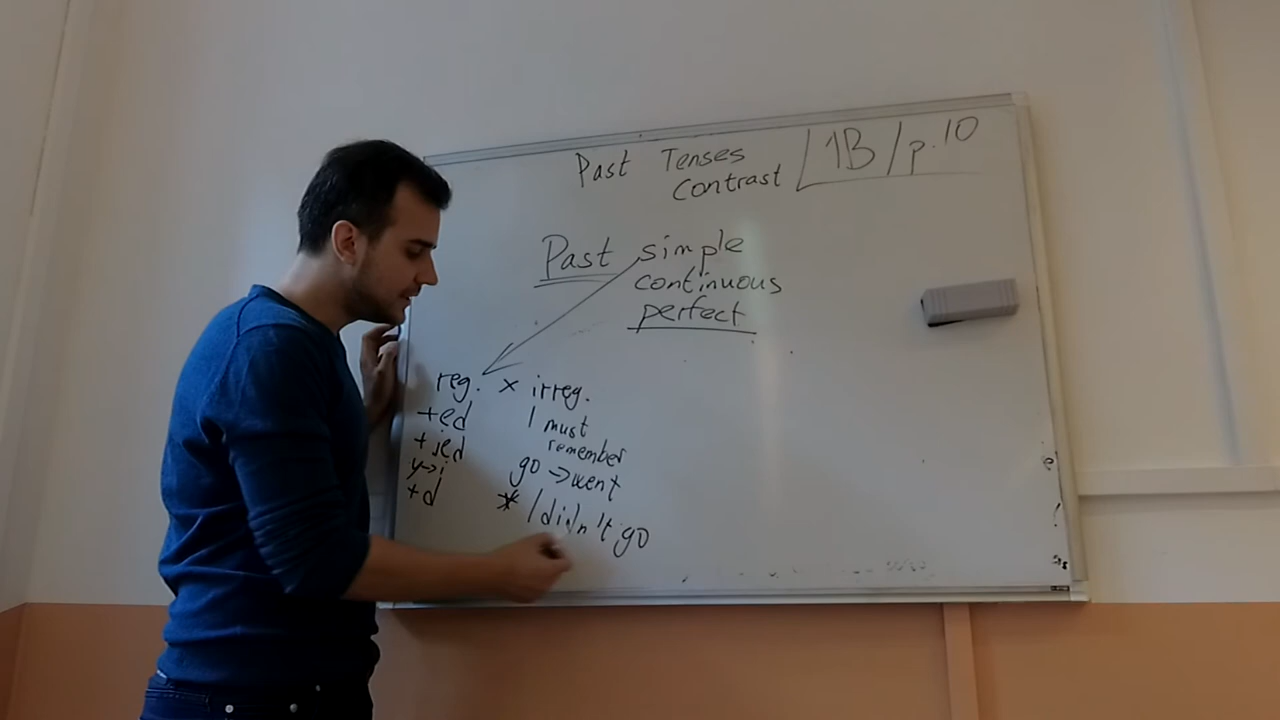 Past Tenses
contrast
1B/p.10
Past simple
continuous
perfect
reg. x irreg.
+ed
+ied
y→i
+d
I must
remember
go →went
* I didn't go